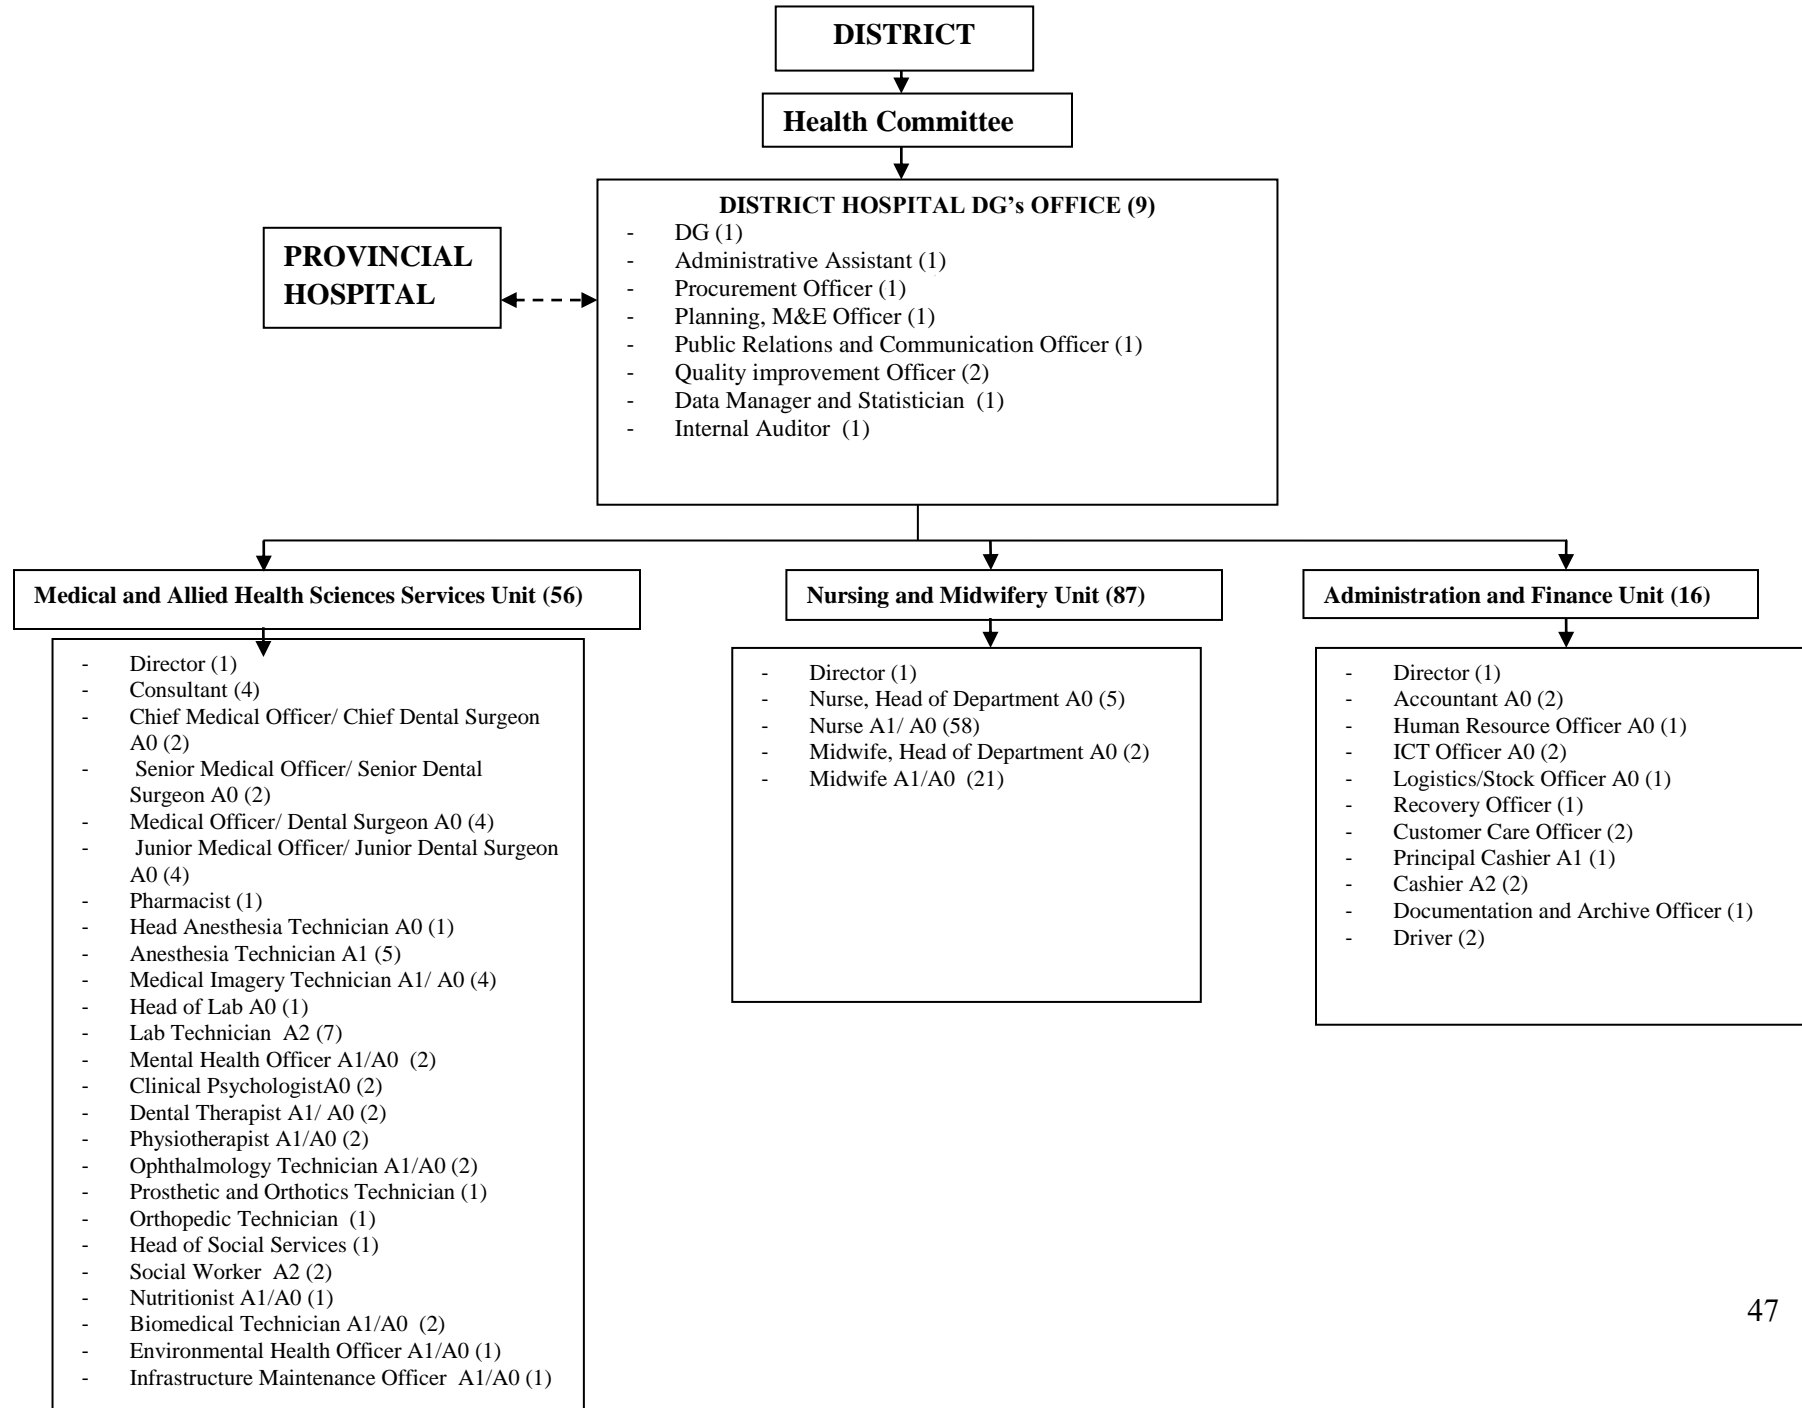 DISTRICT
Health Committee
DISTRICT HOSPITAL DG's OFFICE (9)
- DG (1)
- Administrative Assistant (1)
- Procurement Officer (1)
- Planning, M&E Officer (1)
- Public Relations and Communication Officer (1)
- Quality improvement Officer (2)
- Data Manager and Statistician (1)
- Internal Auditor (1)
PROVINCIAL
HOSPITAL
Medical and Allied Health Sciences Services Unit (56)
- Director (1)
- Consultant (4)
- Chief Medical Officer/ Chief Dental Surgeon
A0 (2)
- Senior Medical Officer/ Senior Dental
Surgeon A0 (2)
- Medical Officer/ Dental Surgeon A0 (4)
- Junior Medical Officer/ Junior Dental Surgeon
A0 (4)
- Pharmacist (1)
- Head Anesthesia Technician A0 (1)
- Anesthesia Technician A1 (5)
- Medical Imagery Technician A1/ A0 (4)
- Head of Lab A0 (1)
- Lab Technician A2 (7)
- Mental Health Officer A1/A0 (2)
- Clinical PsychologistA0 (2)
- Dental Therapist A1/ A0 (2)
- Physiotherapist A1/A0 (2)
- Ophthalmology Technician A1/A0 (2)
- Prosthetic and Orthotics Technician (1)
- Orthopedic Technician (1)
- Head of Social Services (1)
- Social Worker A2 (2)
- Nutritionist A1/A0 (1)
- Biomedical Technician A1/A0 (2)
- Environmental Health Officer A1/A0 (1)
- Infrastructure Maintenance Officer A1/A0 (1)
Nursing and Midwifery Unit (87)
- Director (1)
- Nurse, Head of Department A0 (5)
- Nurse A1/ A0 (58)
- Midwife, Head of Department A0 (2)
- Midwife A1/A0 (21)
Administration and Finance Unit (16)
- Director (1)
- Accountant A0 (2)
- Human Resource Officer A0 (1)
- ICT Officer A0 (2)
- Logistics/Stock Officer A0 (1)
- Recovery Officer (1)
- Customer Care Officer (2)
- Principal Cashier A1 (1)
- Cashier A2 (2)
- Documentation and Archive Officer (1)
- Driver (2)
47